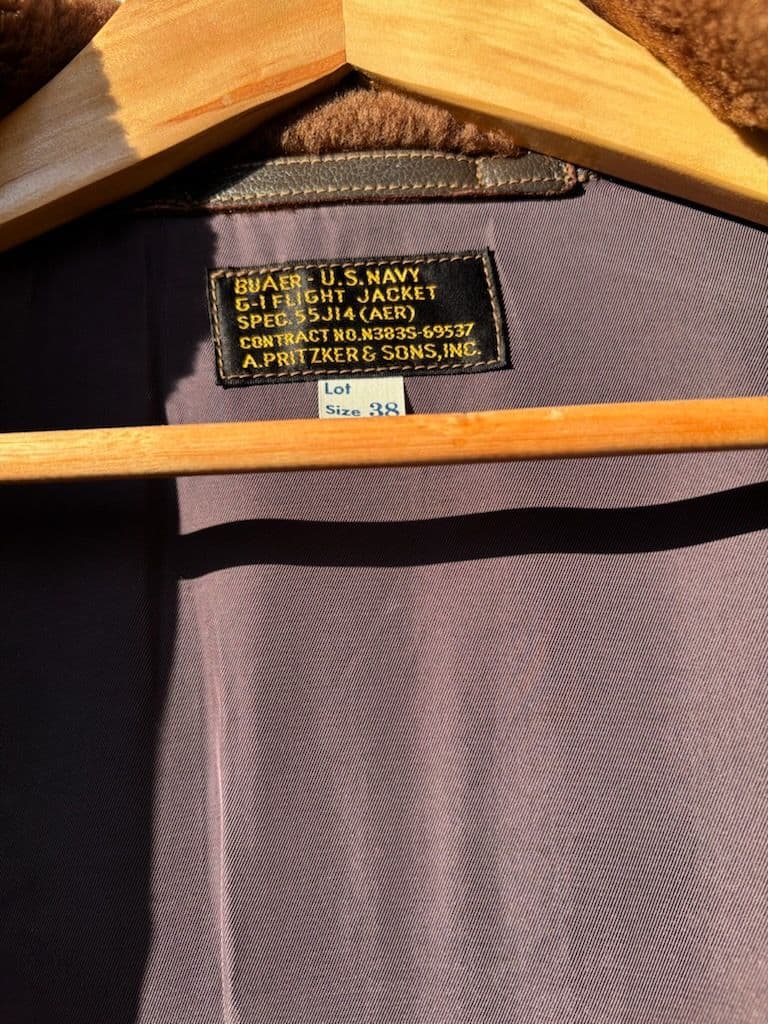 BUAER - U.S. NAVY
G-1 FLIGHT JACKET
SPEC. 55J14 (AER)
CONTRACT NO. N383S-69537
A. PRITZKER & SONS, INC.
Lot
Size 38